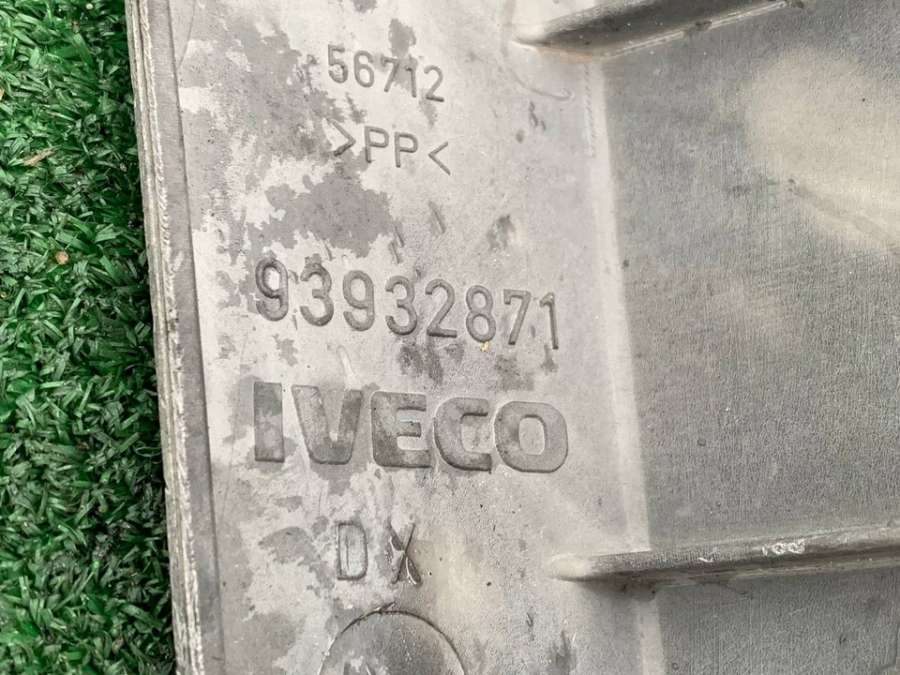 56712
>PP<
93932871
IVECO
DX